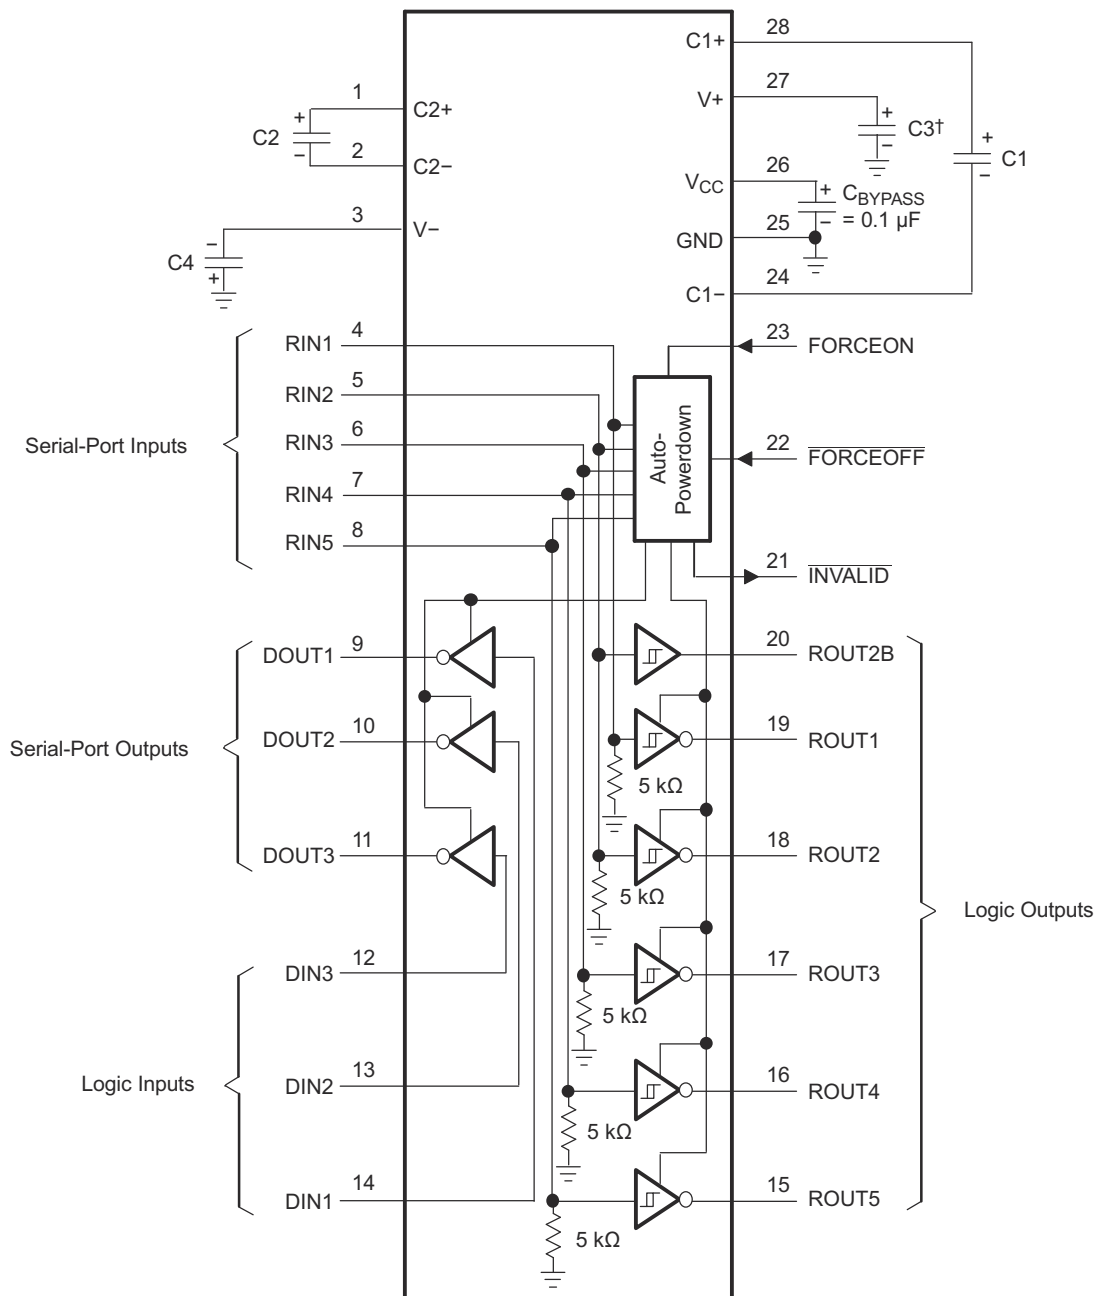 28
C1+
27
V+
C3†
+
−
1
C2+
C2
+
−
2
C2−
+
C1
−
26
VCC
+
CBYPASS
= 0.1 µF
−
3
V−
25
GND
−
C4
+
24
C1−
4
RIN1
23
FORCEON
5
RIN2
6
RIN3
Serial-Port Inputs
Auto-
Powerdown
22
FORCEOFF
7
RIN4
8
RIN5
21
INVALID
9
DOUT1
20
ROUT2B
10
DOUT2
Serial-Port Outputs
19
ROUT1
5 kΩ
11
DOUT3
18
ROUT2
5 kΩ
Logic Outputs
12
DIN3
17
ROUT3
5 kΩ
13
DIN2
Logic Inputs
16
ROUT4
5 kΩ
14
DIN1
15
ROUT5
5 kΩ